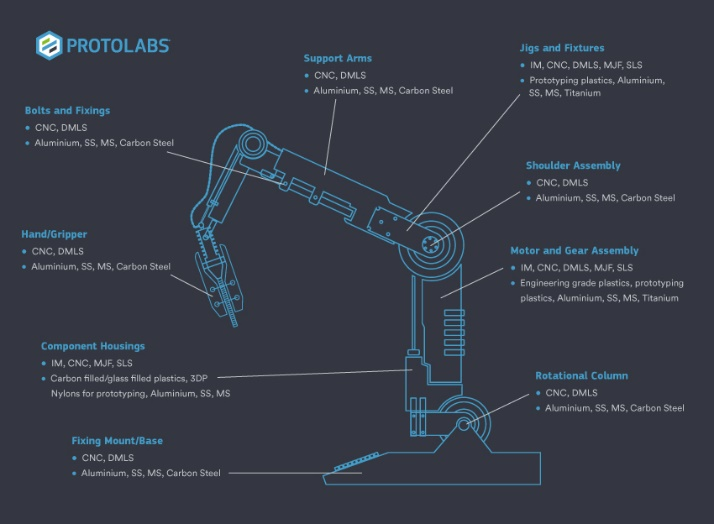 PROTOLABS
Support Arms
CNC, DMLS
Aluminium, SS, MS, Carbon Steel
Jigs and Fixtures
IM, CNC, DMLS, MJF, SLS
Prototyping plastics, Aluminium,
SS, MS, Titanium
Bolts and Fixings
CNC, DMLS
Aluminium, SS, MS, Carbon Steel
Shoulder Assembly
CNC, DMLS
Aluminium, SS, MS, Carbon Steel
Hand/Gripper
CNC, DMLS
Aluminium, SS, MS, Carbon Steel
Motor and Gear Assembly
IM, CNC, DMLS, MJF, SLS
Engineering grade plastics, prototyping
plastics, Aluminium, SS, MS, Titanium
Component Housings
IM, CNC, MJF, SLS
Carbon filled/glass filled plastics, 3DP
Nylons for prototyping, Aluminium, SS, MS
Rotational Column
CNC, DMLS
Aluminium, SS, MS, Carbon Steel
Fixing Mount/Base
CNC, DMLS
Aluminium, SS, MS, Carbon Steel